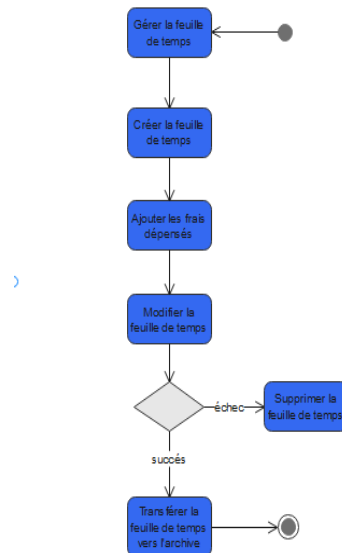 Gérer la feuille
de temps
Créer la feuille
de temps
Ajouter les frais
dépensés
Modifier la
feuille de temps
échec
Supprimer la
feuille de temps
succés
Transférer la
feuille de temps
vers l'archive